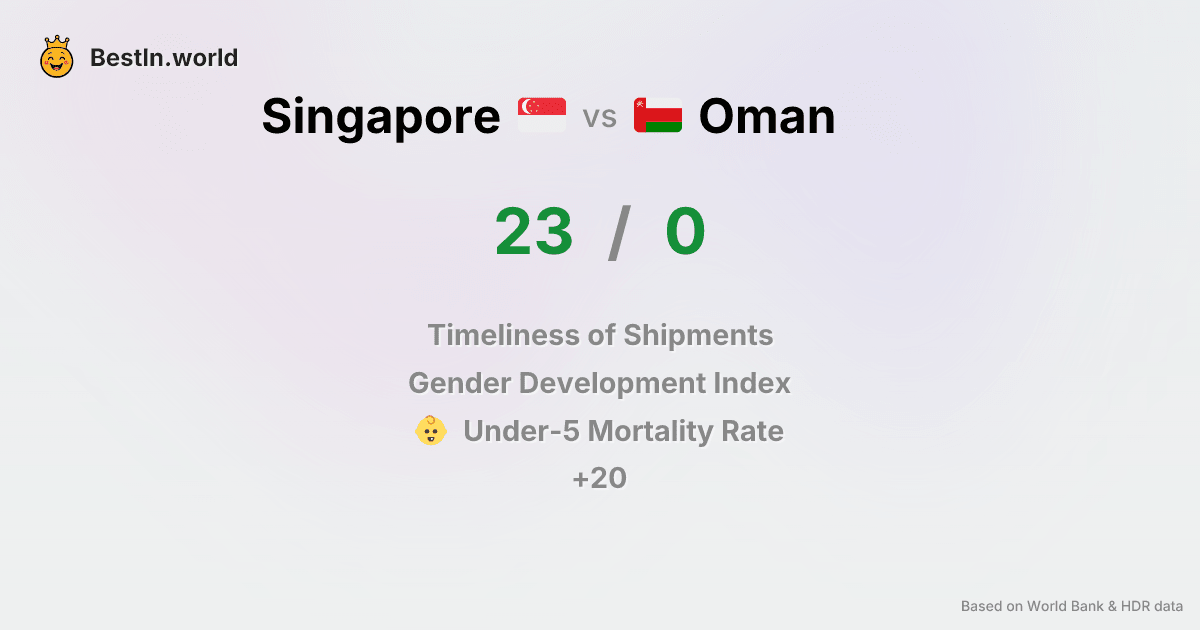 BestIn.world
Singapore vs Oman
23 / 0
Timeliness of Shipments
Gender Development Index
Under-5 Mortality Rate
+20
Based on World Bank & HDR data